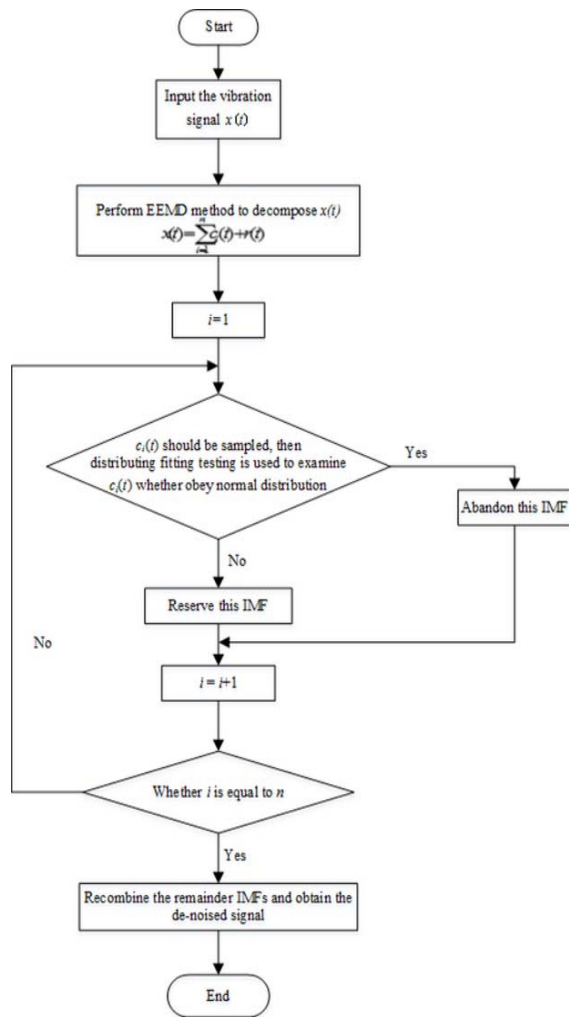 Start
Input the vibration
signal x (t)
Perform EEMD method to decompose x(t)
x(t)=∑c(t)+r(t)
i=1
cᵢ(t) should be sampled, then
distributing fitting testing is used to examine
cᵢ(t) whether obey normal distribution
Yes
Abandon this IMF
No
Reserve this IMF
No
i = i+1
Whether i is equal to n
Yes
Recombine the remainder IMFs and obtain the
de-noised signal
End